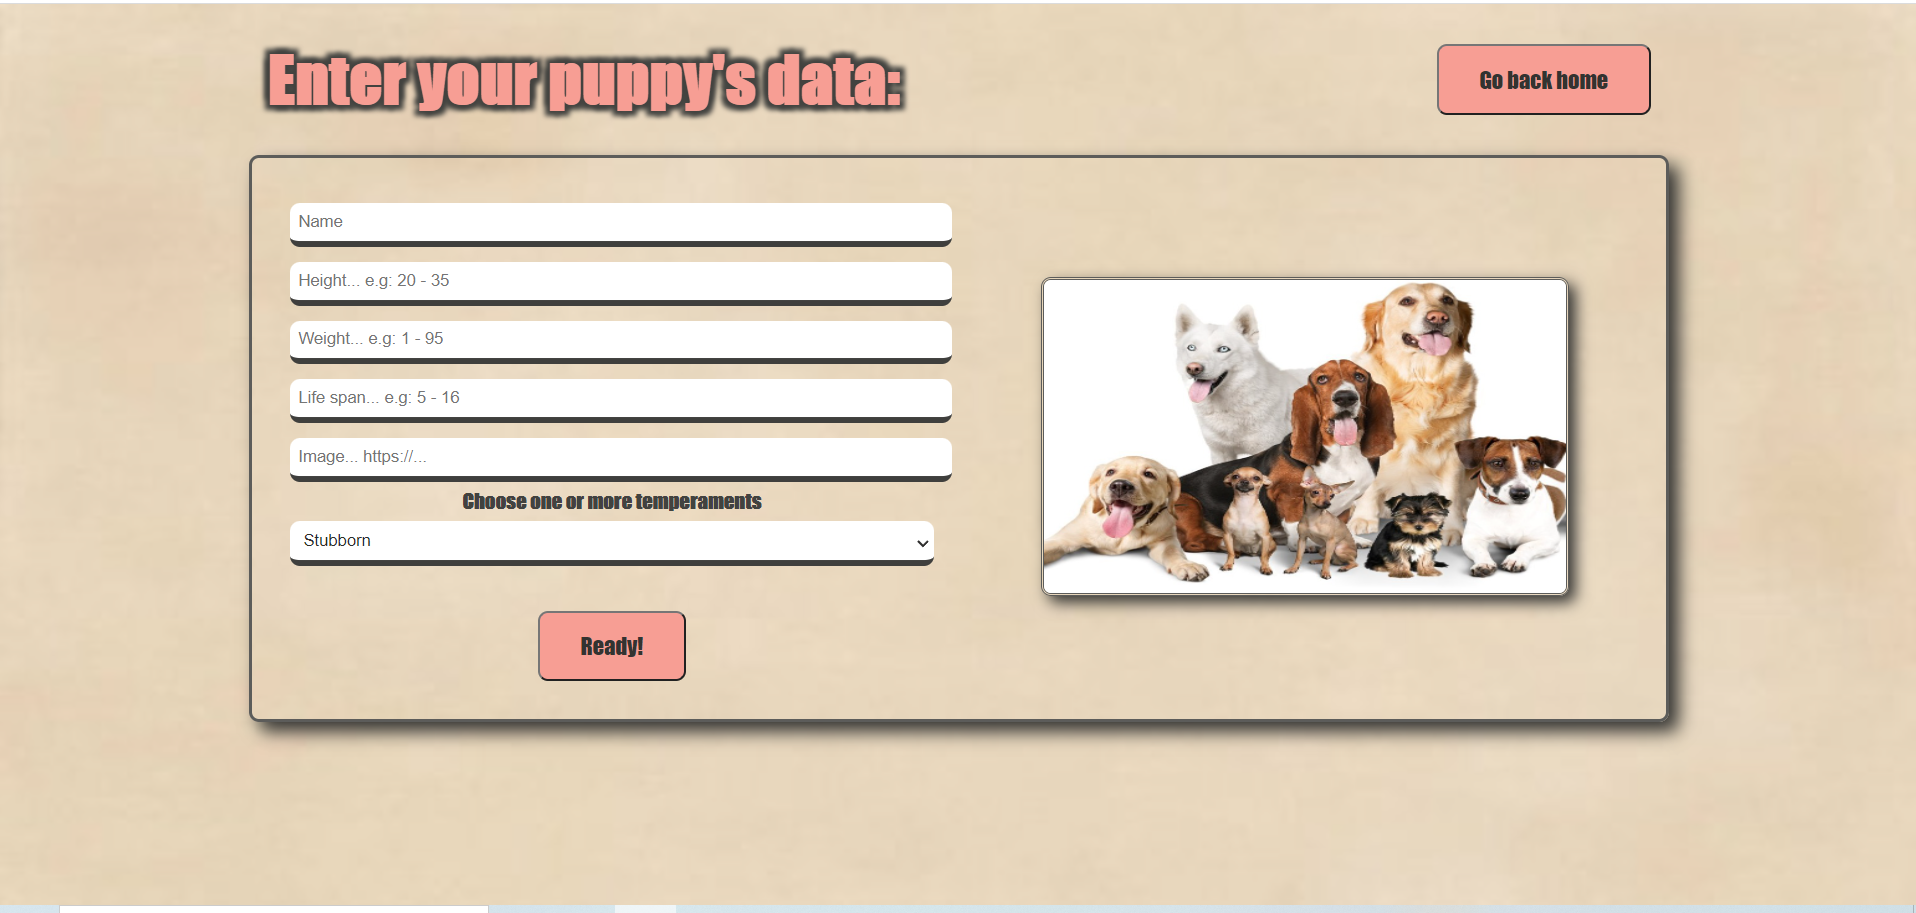 Enter your puppy's data:
Go back home
Name
Height... e.g: 20 - 35
Weight... e.g: 1 - 95
Life span... e.g: 5 - 16
Image... https://...
Choose one or more temperaments
Stubborn
Ready!